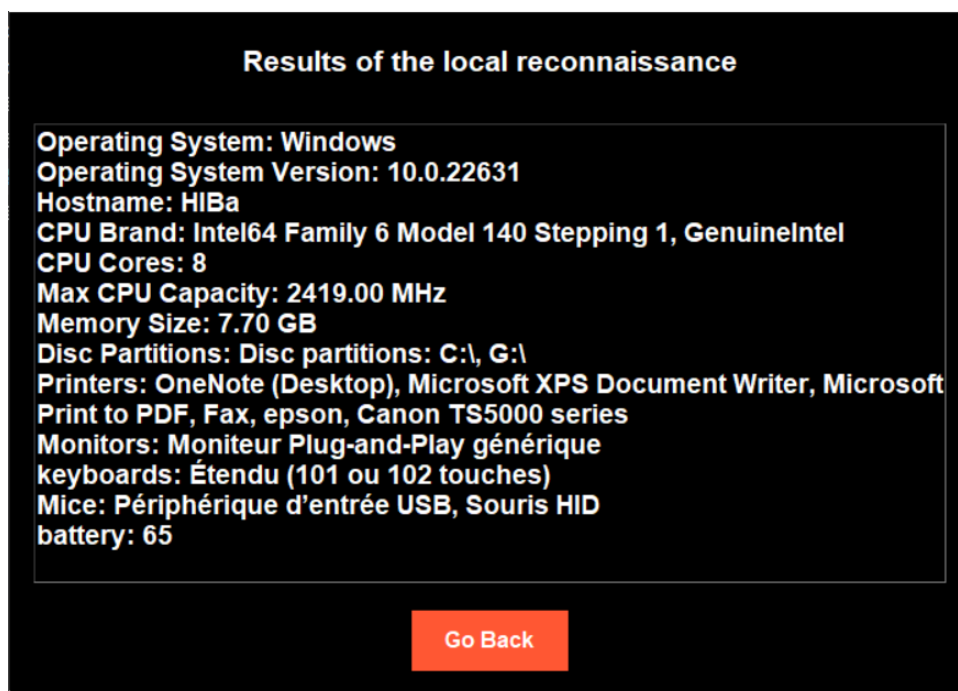 Results of the local reconnaissance
Operating System: Windows
Operating System Version: 10.0.22631
Hostname: HIBa
CPU Brand: Intel64 Family 6 Model 140 Stepping 1, GenuineIntel
CPU Cores: 8
Max CPU Capacity: 2419.00 MHz
Memory Size: 7.70 GB
Disc Partitions: Disc partitions: C:\, G:\
Printers: OneNote (Desktop), Microsoft XPS Document Writer, Microsoft
Print to PDF, Fax, epson, Canon TS5000 series
Monitors: Moniteur Plug-and-Play générique
keyboards: Étendu (101 ou 102 touches)
Mice: Périphérique d’entrée USB, Souris HID
battery: 65
Go Back